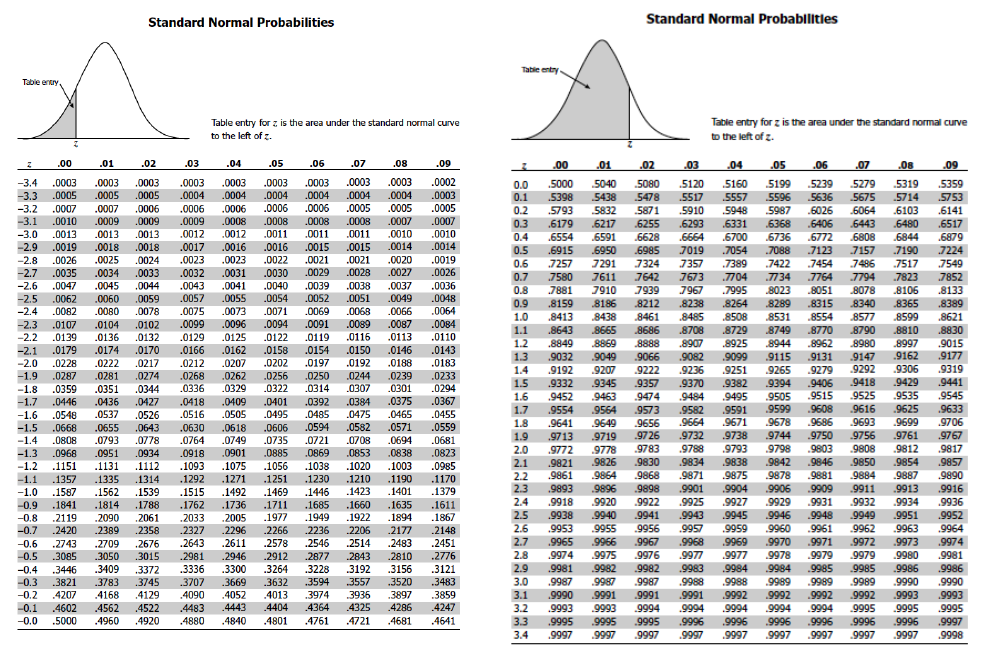 Standard Normal Probabilities
Table entry
z
Table entry for z is the area under the standard normal curve
to the left of z.
z .00 .01 .02 .03 .04 .05 .06 .07 .08 .09
−3.4 .0003 .0003 .0003 .0003 .0003 .0003 .0003 .0003 .0003 .0002
−3.3 .0005 .0005 .0005 .0004 .0004 .0004 .0004 .0004 .0004 .0003
−3.2 .0007 .0007 .0006 .0006 .0006 .0006 .0006 .0005 .0005 .0005
−3.1 .0010 .0009 .0009 .0009 .0008 .0008 .0008 .0008 .0007 .0007
−3.0 .0013 .0013 .0013 .0012 .0012 .0011 .0011 .0011 .0010 .0010
−2.9 .0019 .0018 .0018 .0017 .0016 .0016 .0015 .0015 .0014 .0014
−2.8 .0026 .0025 .0024 .0023 .0023 .0022 .0021 .0021 .0020 .0019
−2.7 .0035 .0034 .0033 .0032 .0031 .0030 .0029 .0028 .0027 .0026
−2.6 .0047 .0045 .0044 .0043 .0041 .0040 .0039 .0038 .0037 .0036
−2.5 .0062 .0060 .0059 .0057 .0055 .0054 .0052 .0051 .0049 .0048
−2.4 .0082 .0080 .0078 .0075 .0073 .0071 .0069 .0068 .0066 .0064
−2.3 .0107 .0104 .0102 .0099 .0096 .0094 .0091 .0089 .0087 .0084
−2.2 .0139 .0136 .0132 .0129 .0125 .0122 .0119 .0116 .0113 .0110
−2.1 .0179 .0174 .0170 .0166 .0162 .0158 .0154 .0150 .0146 .0143
−2.0 .0228 .0222 .0217 .0212 .0207 .0202 .0197 .0192 .0188 .0183
−1.9 .0287 .0281 .0274 .0268 .0262 .0256 .0250 .0244 .0239 .0233
−1.8 .0359 .0351 .0344 .0336 .0329 .0322 .0314 .0307 .0301 .0294
−1.7 .0446 .0436 .0427 .0418 .0409 .0401 .0392 .0384 .0375 .0367
−1.6 .0548 .0537 .0526 .0516 .0505 .0495 .0485 .0475 .0465 .0455
−1.5 .0668 .0655 .0643 .0630 .0618 .0606 .0594 .0582 .0571 .0559
−1.4 .0808 .0793 .0778 .0764 .0749 .0735 .0721 .0708 .0694 .0681
−1.3 .0968 .0951 .0934 .0918 .0901 .0885 .0869 .0853 .0838 .0823
−1.2 .1151 .1131 .1112 .1093 .1075 .1056 .1038 .1020 .1003 .0985
−1.1 .1357 .1335 .1314 .1292 .1271 .1251 .1230 .1210 .1190 .1170
−1.0 .1587 .1562 .1539 .1515 .1492 .1469 .1446 .1423 .1401 .1379
−0.9 .1841 .1814 .1788 .1762 .1736 .1711 .1685 .1660 .1635 .1611
−0.8 .2119 .2090 .2061 .2033 .2005 .1977 .1949 .1922 .1894 .1867
−0.7 .2420 .2389 .2358 .2327 .2296 .2266 .2236 .2206 .2177 .2148
−0.6 .2743 .2709 .2676 .2643 .2611 .2578 .2546 .2514 .2483 .2451
−0.5 .3085 .3050 .3015 .2981 .2946 .2912 .2877 .2843 .2810 .2776
−0.4 .3446 .3409 .3372 .3336 .3300 .3264 .3228 .3192 .3156 .3121
−0.3 .3821 .3783 .3745 .3707 .3669 .3632 .3594 .3557 .3520 .3483
−0.2 .4207 .4168 .4129 .4090 .4052 .4013 .3974 .3936 .3897 .3859
−0.1 .4602 .4562 .4522 .4483 .4443 .4404 .4364 .4325 .4286 .4247
−0.0 .5000 .4960 .4920 .4880 .4840 .4801 .4761 .4721 .4681 .4641
Standard Normal Probabilities
Table entry
z
Table entry for z is the area under the standard normal curve
to the left of z.
z .00 .01 .02 .03 .04 .05 .06 .07 .08 .09
0.0 .5000 .5040 .5080 .5120 .5160 .5199 .5239 .5279 .5319 .5359
0.1 .5398 .5438 .5478 .5517 .5557 .5596 .5636 .5675 .5714 .5753
0.2 .5793 .5832 .5871 .5910 .5948 .5987 .6026 .6064 .6103 .6141
0.3 .6179 .6217 .6255 .6293 .6331 .6368 .6406 .6443 .6480 .6517
0.4 .6554 .6591 .6628 .6664 .6700 .6736 .6772 .6808 .6844 .6879
0.5 .6915 .6950 .6985 .7019 .7054 .7088 .7123 .7157 .7190 .7224
0.6 .7257 .7291 .7324 .7357 .7389 .7422 .7454 .7486 .7517 .7549
0.7 .7580 .7611 .7642 .7673 .7704 .7734 .7764 .7794 .7823 .7852
0.8 .7881 .7910 .7939 .7967 .7995 .8023 .8051 .8078 .8106 .8133
0.9 .8159 .8186 .8212 .8238 .8264 .8289 .8315 .8340 .8365 .8389
1.0 .8413 .8438 .8461 .8485 .8508 .8531 .8554 .8577 .8599 .8621
1.1 .8643 .8665 .8686 .8708 .8729 .8749 .8770 .8790 .8810 .8830
1.2 .8849 .8869 .8888 .8907 .8925 .8944 .8962 .8980 .8997 .9015
1.3 .9032 .9049 .9066 .9082 .9099 .9115 .9131 .9147 .9162 .9177
1.4 .9192 .9207 .9222 .9236 .9251 .9265 .9279 .9292 .9306 .9319
1.5 .9332 .9345 .9357 .9370 .9382 .9394 .9406 .9418 .9429 .9441
1.6 .9452 .9463 .9474 .9484 .9495 .9505 .9515 .9525 .9535 .9545
1.7 .9554 .9564 .9573 .9582 .9591 .9599 .9608 .9616 .9625 .9633
1.8 .9641 .9649 .9656 .9664 .9671 .9678 .9686 .9693 .9699 .9706
1.9 .9713 .9719 .9726 .9732 .9738 .9744 .9750 .9756 .9761 .9767
2.0 .9772 .9778 .9783 .9788 .9793 .9798 .9803 .9808 .9812 .9817
2.1 .9821 .9826 .9830 .9834 .9838 .9842 .9846 .9850 .9854 .9857
2.2 .9861 .9864 .9868 .9871 .9875 .9878 .9881 .9884 .9887 .9890
2.3 .9893 .9896 .9898 .9901 .9904 .9906 .9909 .9911 .9913 .9916
2.4 .9918 .9920 .9922 .9925 .9927 .9929 .9931 .9932 .9934 .9936
2.5 .9938 .9940 .9941 .9943 .9945 .9946 .9948 .9949 .9951 .9952
2.6 .9953 .9955 .9956 .9957 .9959 .9960 .9961 .9962 .9963 .9964
2.7 .9965 .9966 .9967 .9968 .9969 .9970 .9971 .9972 .9973 .9974
2.8 .9974 .9975 .9976 .9977 .9977 .9978 .9979 .9979 .9980 .9981
2.9 .9981 .9982 .9982 .9983 .9984 .9984 .9985 .9985 .9986 .9986
3.0 .9987 .9987 .9987 .9988 .9988 .9989 .9989 .9989 .9990 .9990
3.1 .9990 .9991 .9991 .9991 .9992 .9992 .9992 .9992 .9993 .9993
3.2 .9993 .9993 .9994 .9994 .9994 .9994 .9994 .9995 .9995 .9995
3.3 .9995 .9995 .9995 .9996 .9996 .9996 .9996 .9996 .9996 .9997
3.4 .9997 .9997 .9997 .9997 .9997 .9997 .9997 .9997 .9997 .9998